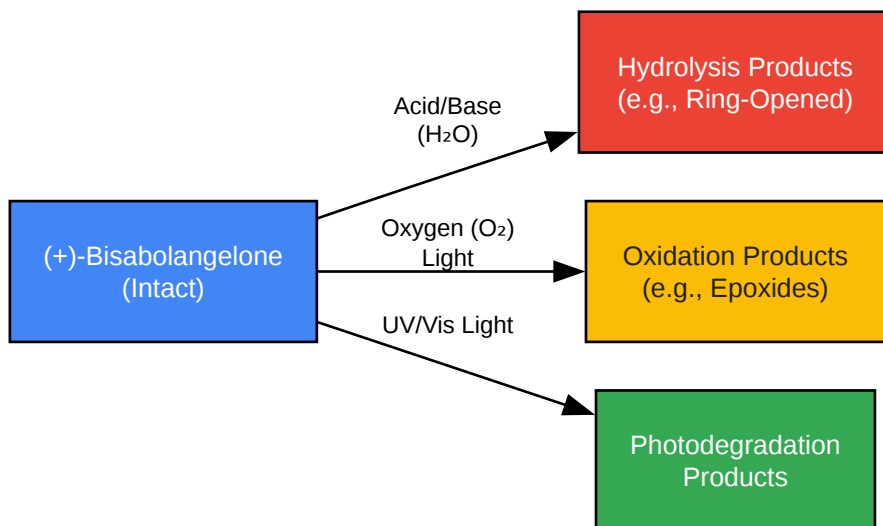 Hydrolysis Products
(e.g., Ring-Opened)
Acid/Base
(H₂O)
(+)-Bisabolangelone
(Intact)
Oxygen (O₂)
Light
Oxidation Products
(e.g., Epoxides)
UV/Vis Light
Photodegradation
Products